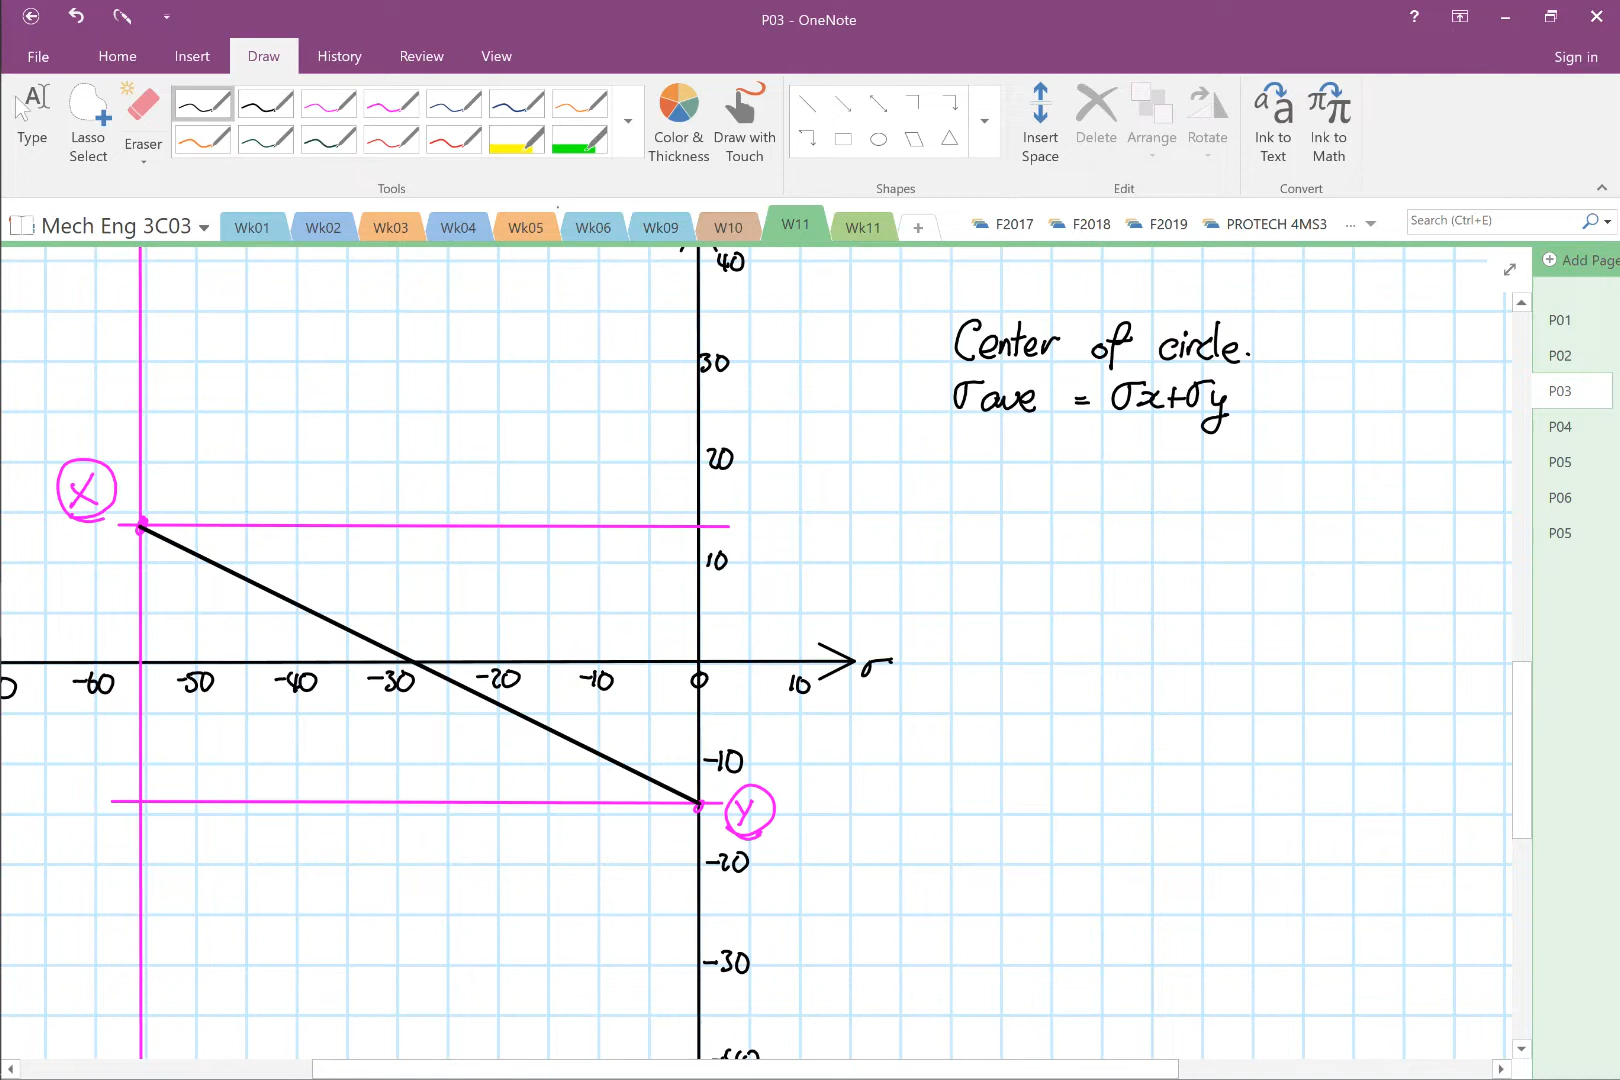 P03 - OneNote
?
File Home Insert Draw History Review View Sign in
Type
Lasso Select
Eraser
Color & Thickness
Draw with Touch
Insert Space
Delete
Arrange
Rotate
Ink to Text
Ink to Math
Tools Shapes Edit Convert
Mech Eng 3C03 Wk01 Wk02 Wk03 Wk04 Wk05 Wk06 Wk09 W10 W11 Wk11 + F2017 F2018 F2019 PROTECH 4MS3 ... Search (Ctrl+E)
Add Page
P01
P02
P03
P04
P05
P06
P05
40
30
20
10
-60 -50 -40 -30 -20 -10 0 10 σ
-10
-20
-30
X
Y
Center of circle.
σave = σx+σy